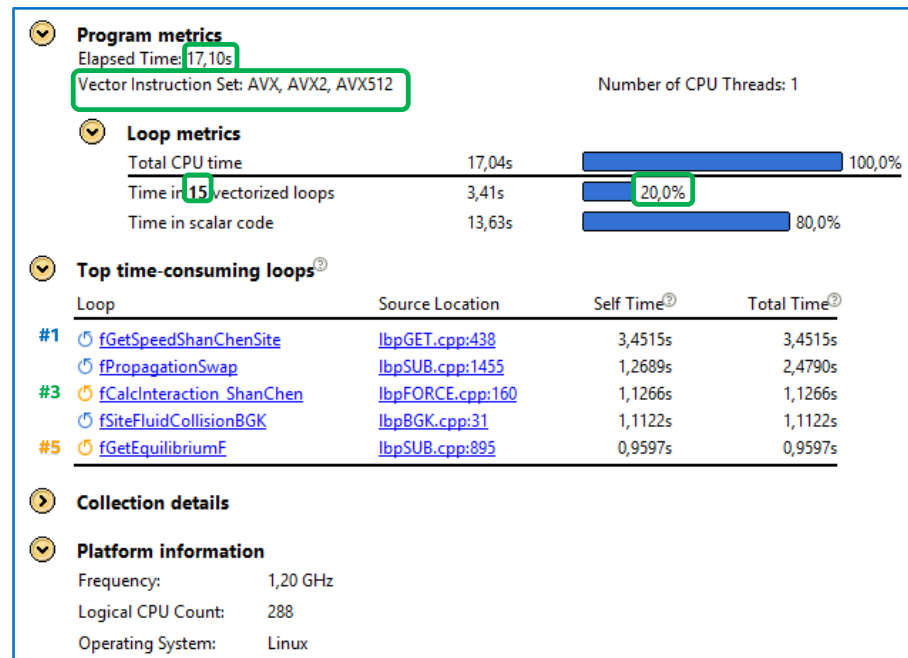 Program metrics
Elapsed Time: 17,10s
Vector Instruction Set: AVX, AVX2, AVX512 Number of CPU Threads: 1
Loop metrics
Total CPU time 17,04s 100,0%
Time in 15 vectorized loops 3,41s 20,0%
Time in scalar code 13,63s 80,0%
Top time-consuming loops?
Loop Source Location Self Time? Total Time?
#1 fGetSpeedShanChenSite lbpGET.cpp:438 3,4515s 3,4515s
fPropagationSwap lbpSUB.cpp:1455 1,2689s 2,4790s
#3 fCalcInteraction_ShanChen lbpFORCE.cpp:160 1,1266s 1,1266s
fSiteFluidCollisionBGK lbpBGK.cpp:31 1,1122s 1,1122s
#5 fGetEquilibriumF lbpSUB.cpp:895 0,9597s 0,9597s
Collection details
Platform information
Frequency: 1,20 GHz
Logical CPU Count: 288
Operating System: Linux